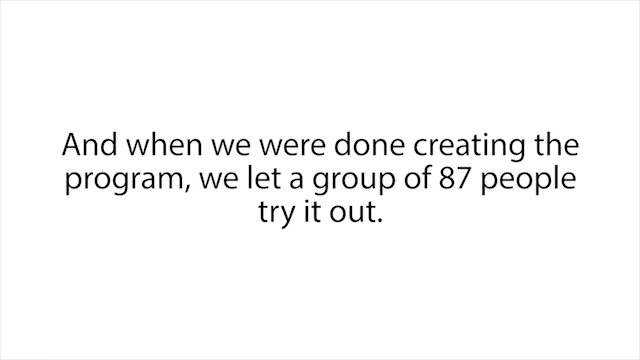 And when we were done creating the
program, we let a group of 87 people
try it out.